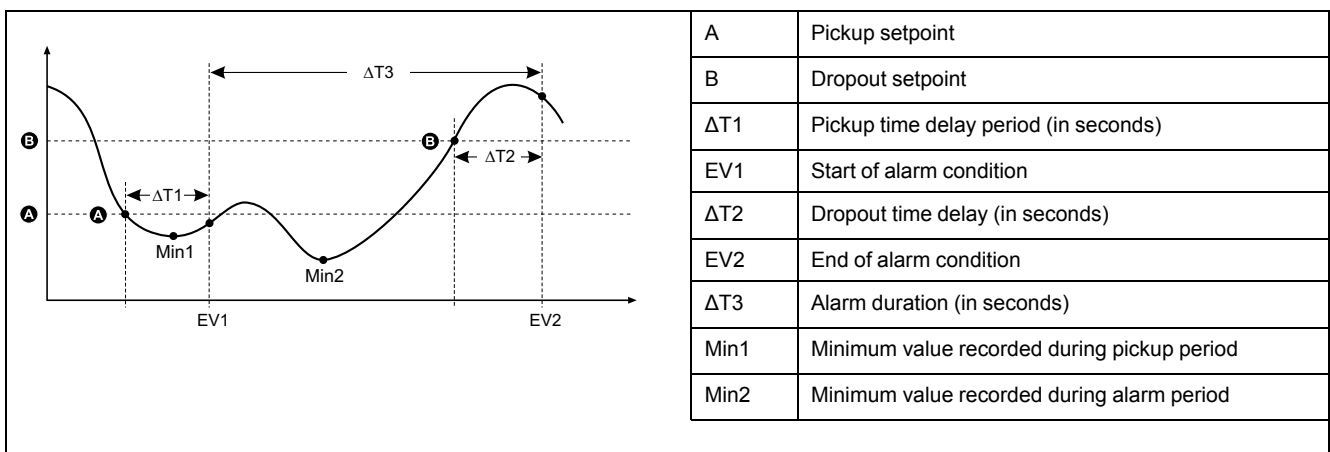 ΔT3
B
B
ΔT2
ΔT1
A
A
Min1
Min2
EV1
EV2
A Pickup setpoint
B Dropout setpoint
ΔT1 Pickup time delay period (in seconds)
EV1 Start of alarm condition
ΔT2 Dropout time delay (in seconds)
EV2 End of alarm condition
ΔT3 Alarm duration (in seconds)
Min1 Minimum value recorded during pickup period
Min2 Minimum value recorded during alarm period